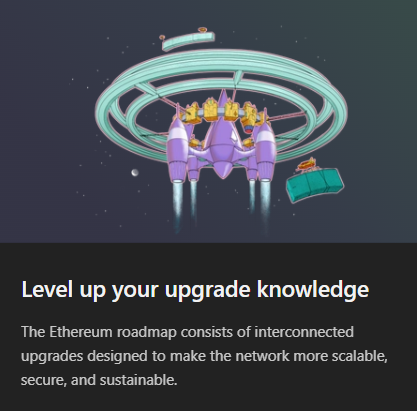 Level up your upgrade knowledge
The Ethereum roadmap consists of interconnected
upgrades designed to make the network more scalable,
secure, and sustainable.